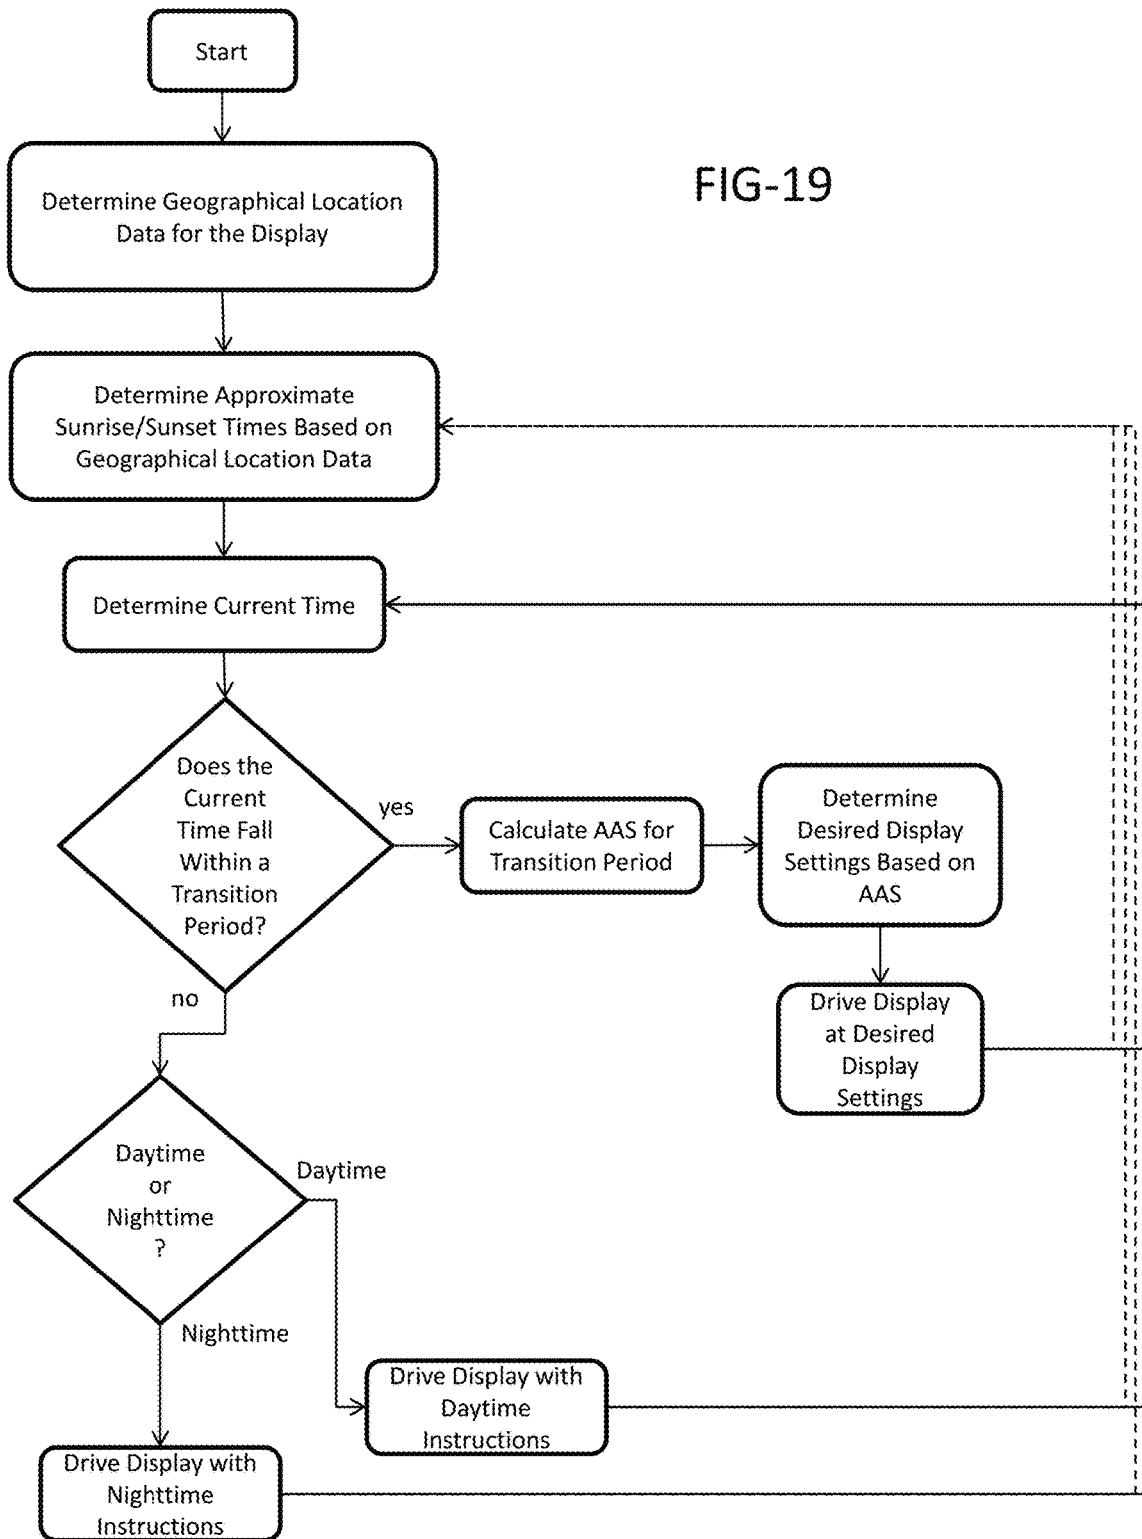 Start
FIG-19
Determine Geographical Location
Data for the Display
Determine Approximate
Sunrise/Sunset Times Based on
Geographical Location Data
Determine Current Time
Does the
Current
Time Fall
Within a
Transition
Period?
yes
Calculate AAS for
Transition Period
Determine
Desired Display
Settings Based on
AAS
Drive Display
at Desired
Display
Settings
no
Daytime
or
Nighttime
?
Daytime
Nighttime
Drive Display with
Daytime
Instructions
Drive Display with
Nighttime
Instructions